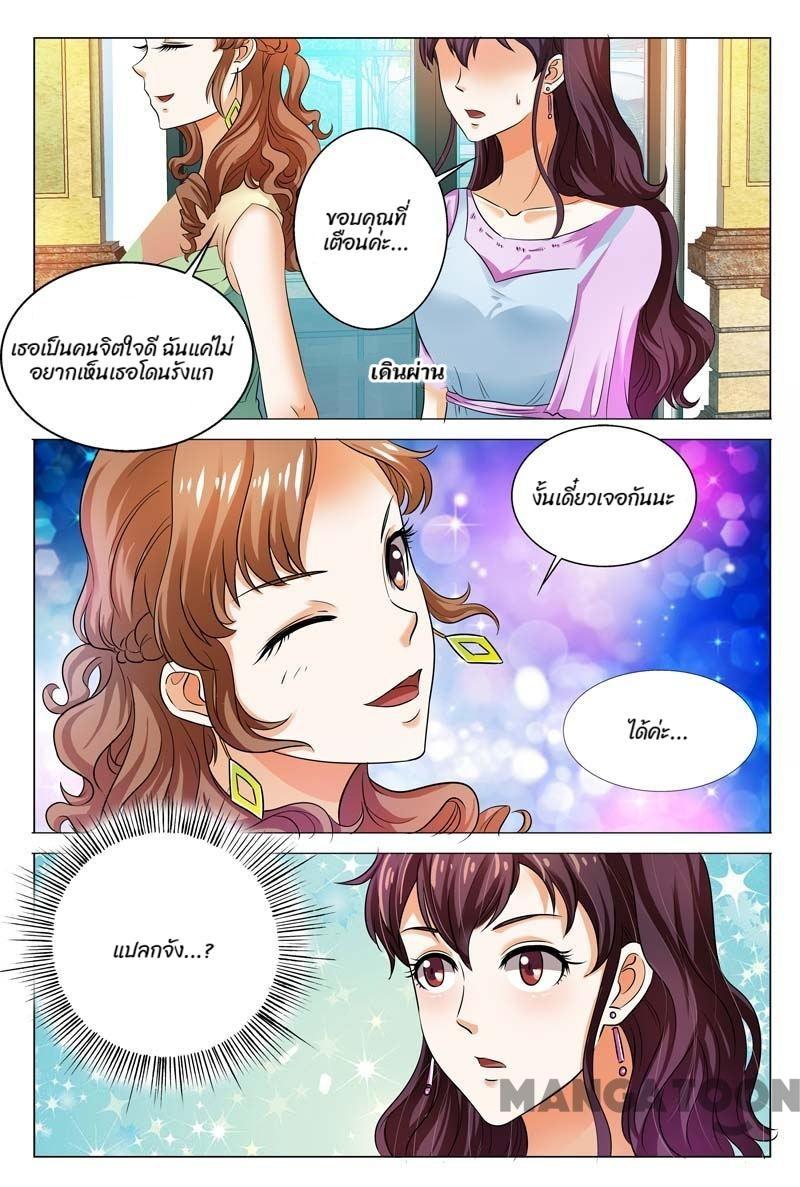 ขอบคุณที่
เตือนค่ะ...
เธอเป็นคนจิตใจดี ฉันแค่ไม่
อยากเห็นเธอโดนรังแก
เดินผ่าน
งั้นเดี๋ยวเจอกันนะ
ได้ค่ะ...
แปลกจัง...?
MANGATOON